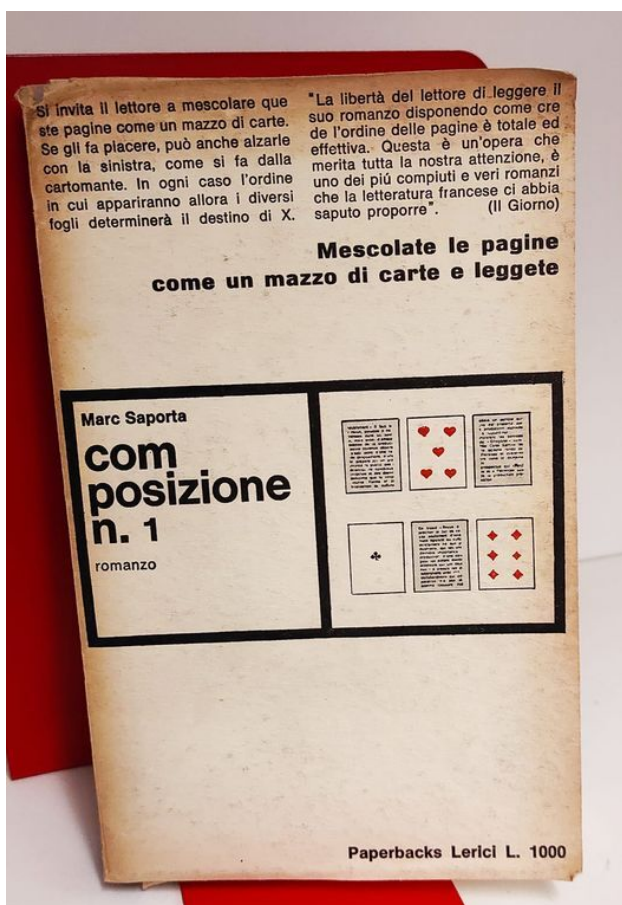 Si invita il lettore a mescolare que
ste pagine come un mazzo di carte.
Se gli fa piacere, può anche alzarle
con la sinistra, come si fa dalla
cartomante. In ogni caso l'ordine
in cui appariranno allora i diversi
fogli determinerà il destino di X.
"La libertà del lettore di leggere il
suo romanzo disponendo come cre
de l'ordine delle pagine è totale ed
effettiva. Questa è un'opera che
merita tutta la nostra attenzione, è
uno dei piú compiuti e veri romanzi
che la letteratura francese ci abbia
saputo proporre". (Il Giorno)
Mescolate le pagine
come un mazzo di carte e leggete
Marc Saporta
com
posizione
n. 1
romanzo
Paperbacks Lerici L. 1000